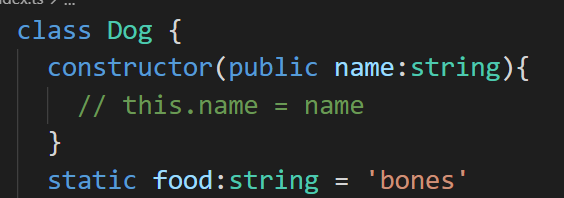 class Dog {
constructor(public name:string){
// this.name = name
}
static food:string = 'bones'